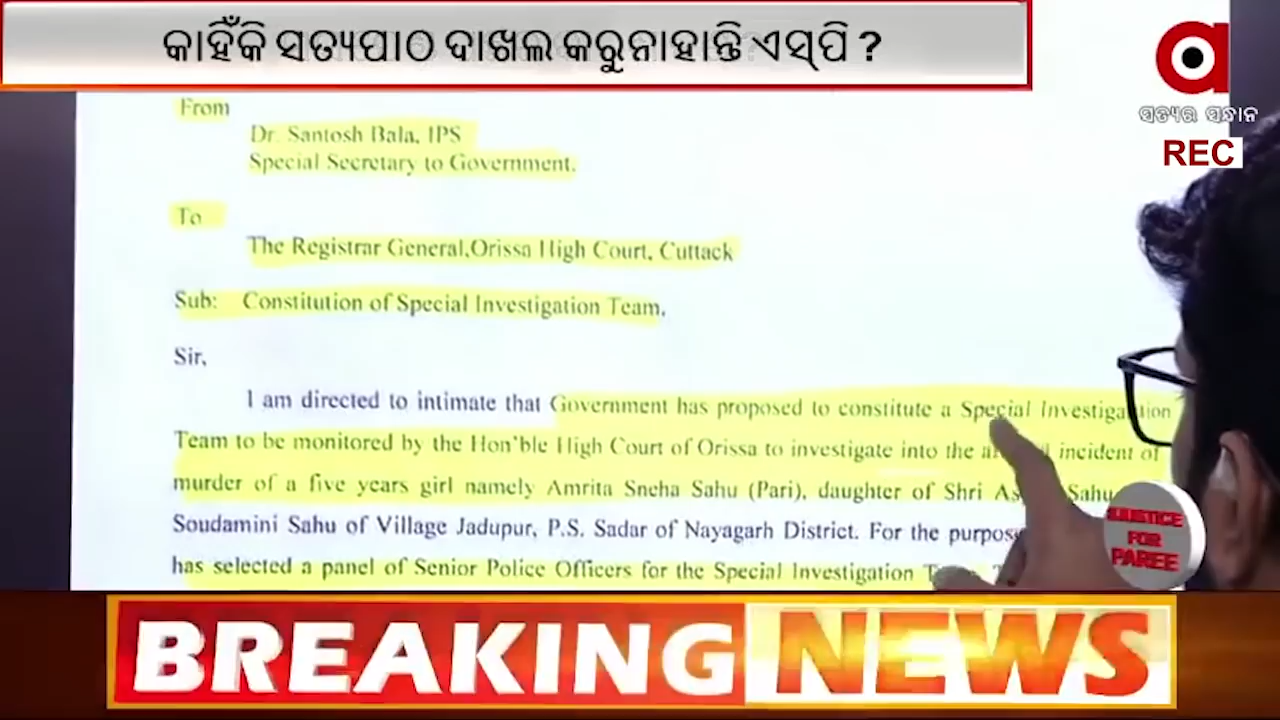 କାହିଁକି ସତ୍ୟପାଠ ଦାଖଲ କରୁନାହାନ୍ତି ଏସ୍‌ପି ?
a
ସତ୍ୟର ସନ୍ଧାନ
REC
From
Dr. Santosh Bala, IPS
Special Secretary to Government.
To
The Registrar General,Orissa High Court, Cuttack
Sub: Constitution of Special Investigation Team.
Sir,
I am directed to intimate that Government has proposed to constitute a Special
Team to be monitored by the Hon'ble High Court of Orissa to investigate into the incident of
murder of a five years girl namely Amrita Sneha Sahu (Pari), daughter of Shri Sahu
Soudamini Sahu of Village Jadupur, P.S. Sadar of Nayagarh District. For the
has selected a panel of Senior Police Officers for the Special Investigation
JUSTICE
FOR
PAREE
BREAKING NEWS